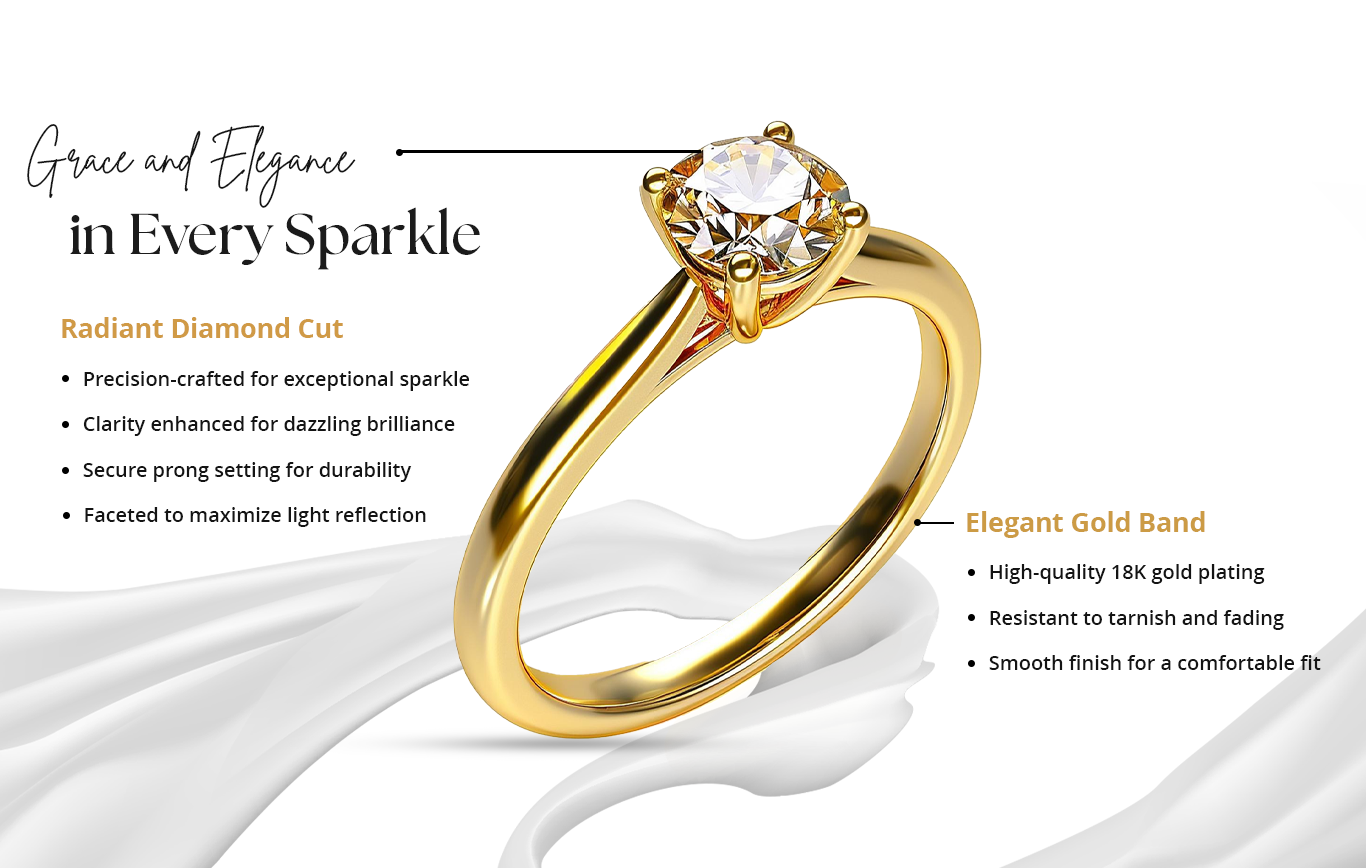 Grace and Elegance
in Every Sparkle
Radiant Diamond Cut
• Precision-crafted for exceptional sparkle
• Clarity enhanced for dazzling brilliance
• Secure prong setting for durability
• Faceted to maximize light reflection
Elegant Gold Band
• High-quality 18K gold plating
• Resistant to tarnish and fading
• Smooth finish for a comfortable fit